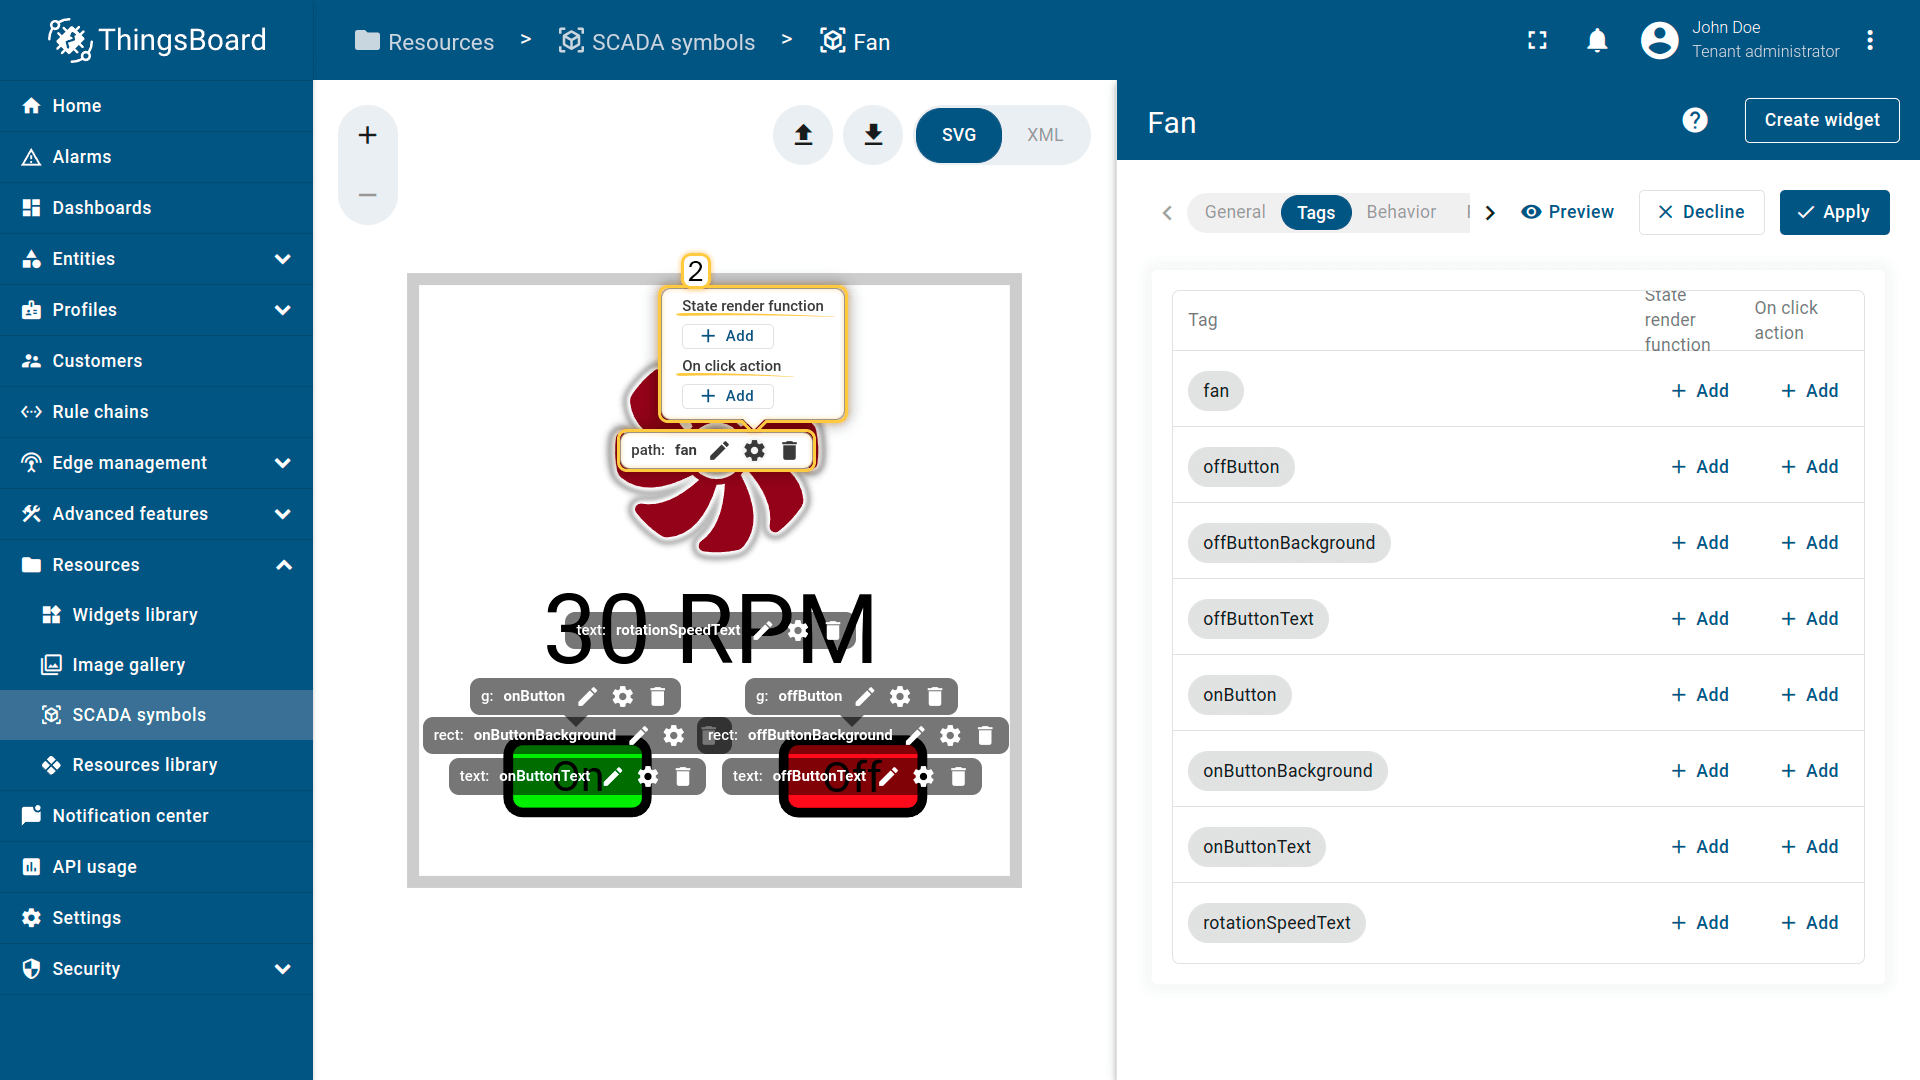 ThingsBoard
Resources > SCADA symbols > Fan
John Doe
Tenant administrator
Home
Alarms
Dashboards
Entities
Profiles
Customers
Rule chains
Edge management
Advanced features
Resources
Widgets library
Image gallery
SCADA symbols
Resources library
Notification center
API usage
Settings
Security
SVG
XML
2
State render function
+ Add
On click action
+ Add
path: fan
30 RPM
text: rotationSpeedText
g: onButton
g: offButton
rect: onButtonBackground
rect: offButtonBackground
On
text: onButtonText
Off
text: offButtonText
Fan
?
Create widget
General
Tags
Behavior
Preview
Decline
Apply
Tag
State render function
On click action
fan + Add + Add
offButton + Add + Add
offButtonBackground + Add + Add
offButtonText + Add + Add
onButton + Add + Add
onButtonBackground + Add + Add
onButtonText + Add + Add
rotationSpeedText + Add + Add